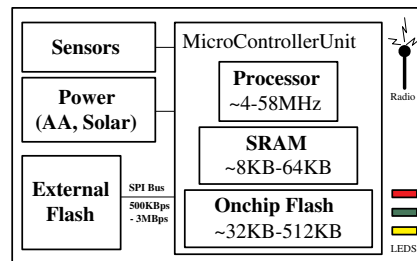 Sensors
Power
(AA, Solar)
External
Flash
SPI Bus
500KBps
- 3MBps
MicroControllerUnit
Processor
~4-58MHz
SRAM
~8KB-64KB
Onchip Flash
~32KB-512KB
Radio
LEDS